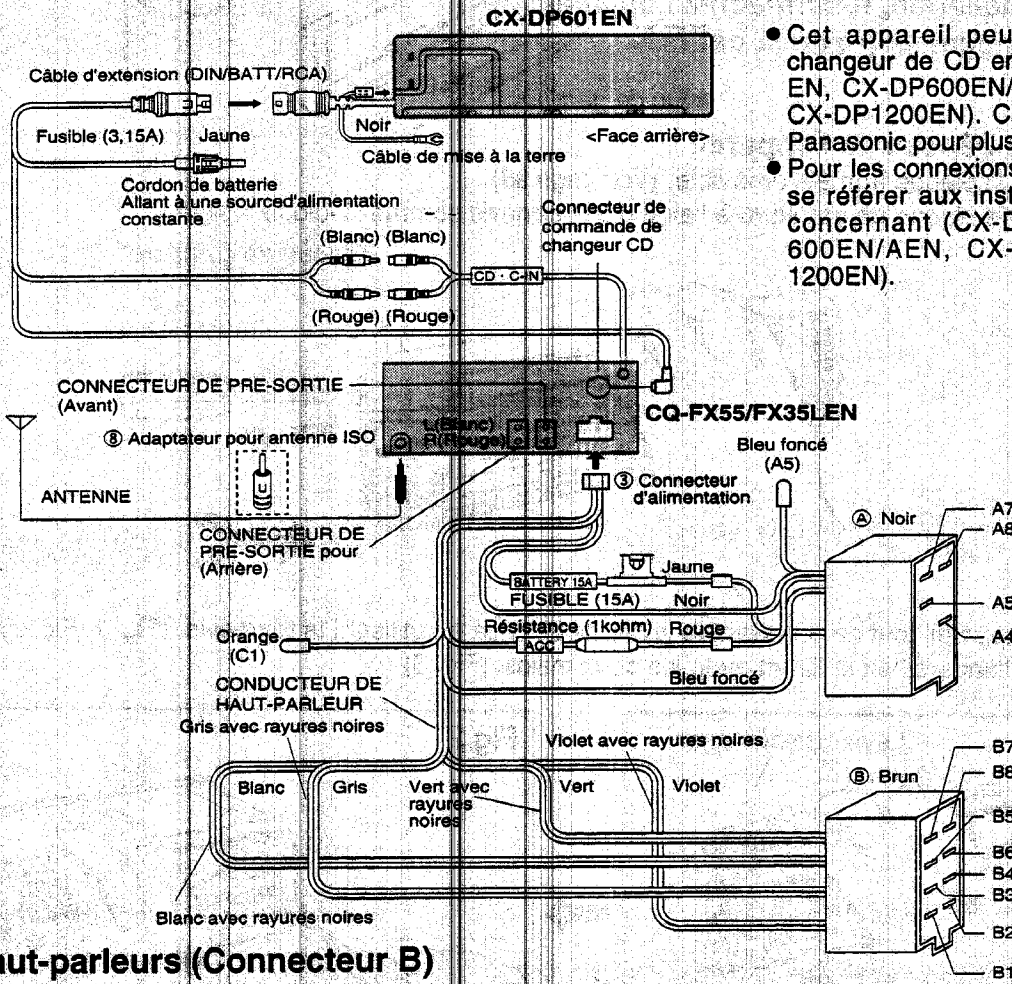 CX-DP601EN
Câble d'extension (DIN/BATT/RCA)
Fusible (3,15A)
Jaune
Noir
<Face arrière>
Câble de mise à la terre
Cordon de batterie
Allant à une sourced'alimentation
constante
Connecteur de
commande de
changeur CD
(Blanc) (Blanc)
CD · C-IN
(Rouge) (Rouge)
● Cet appareil peu
changeur de CD en
EN, CX-DP600EN/
CX-DP1200EN). C
Panasonic pour plus
● Pour les connexions
se référer aux inst
concernant (CX-D
600EN/AEN, CX-
1200EN).
CONNECTEUR DE PRE-SORTIE
(Avant)
CQ-FX55/FX35LEN
L(Blanc)
R(Rouge)
⑧ Adaptateur pour antenne ISO
ANTENNE
Bleu foncé
(A5)
③ Connecteur
d'alimentation
CONNECTEUR DE
PRE-SORTIE pour
(Arrière)
Ⓐ Noir
A7
A8
A5
A4
BATTERY 15A
Jaune
FUSIBLE (15A)
Noir
Résistance (1kohm)
Rouge
ACC
Bleu foncé
Orange
(C1)
CONDUCTEUR DE
HAUT-PARLEUR
Gris avec rayures noires
Violet avec rayures noires
Blanc
Gris
Vert avec
rayures
noires
Vert
Violet
Ⓑ Brun
B7
B8
B5
B6
B4
B3
B2
B1
Blanc avec rayures noires
aut-parleurs (Connecteur B)